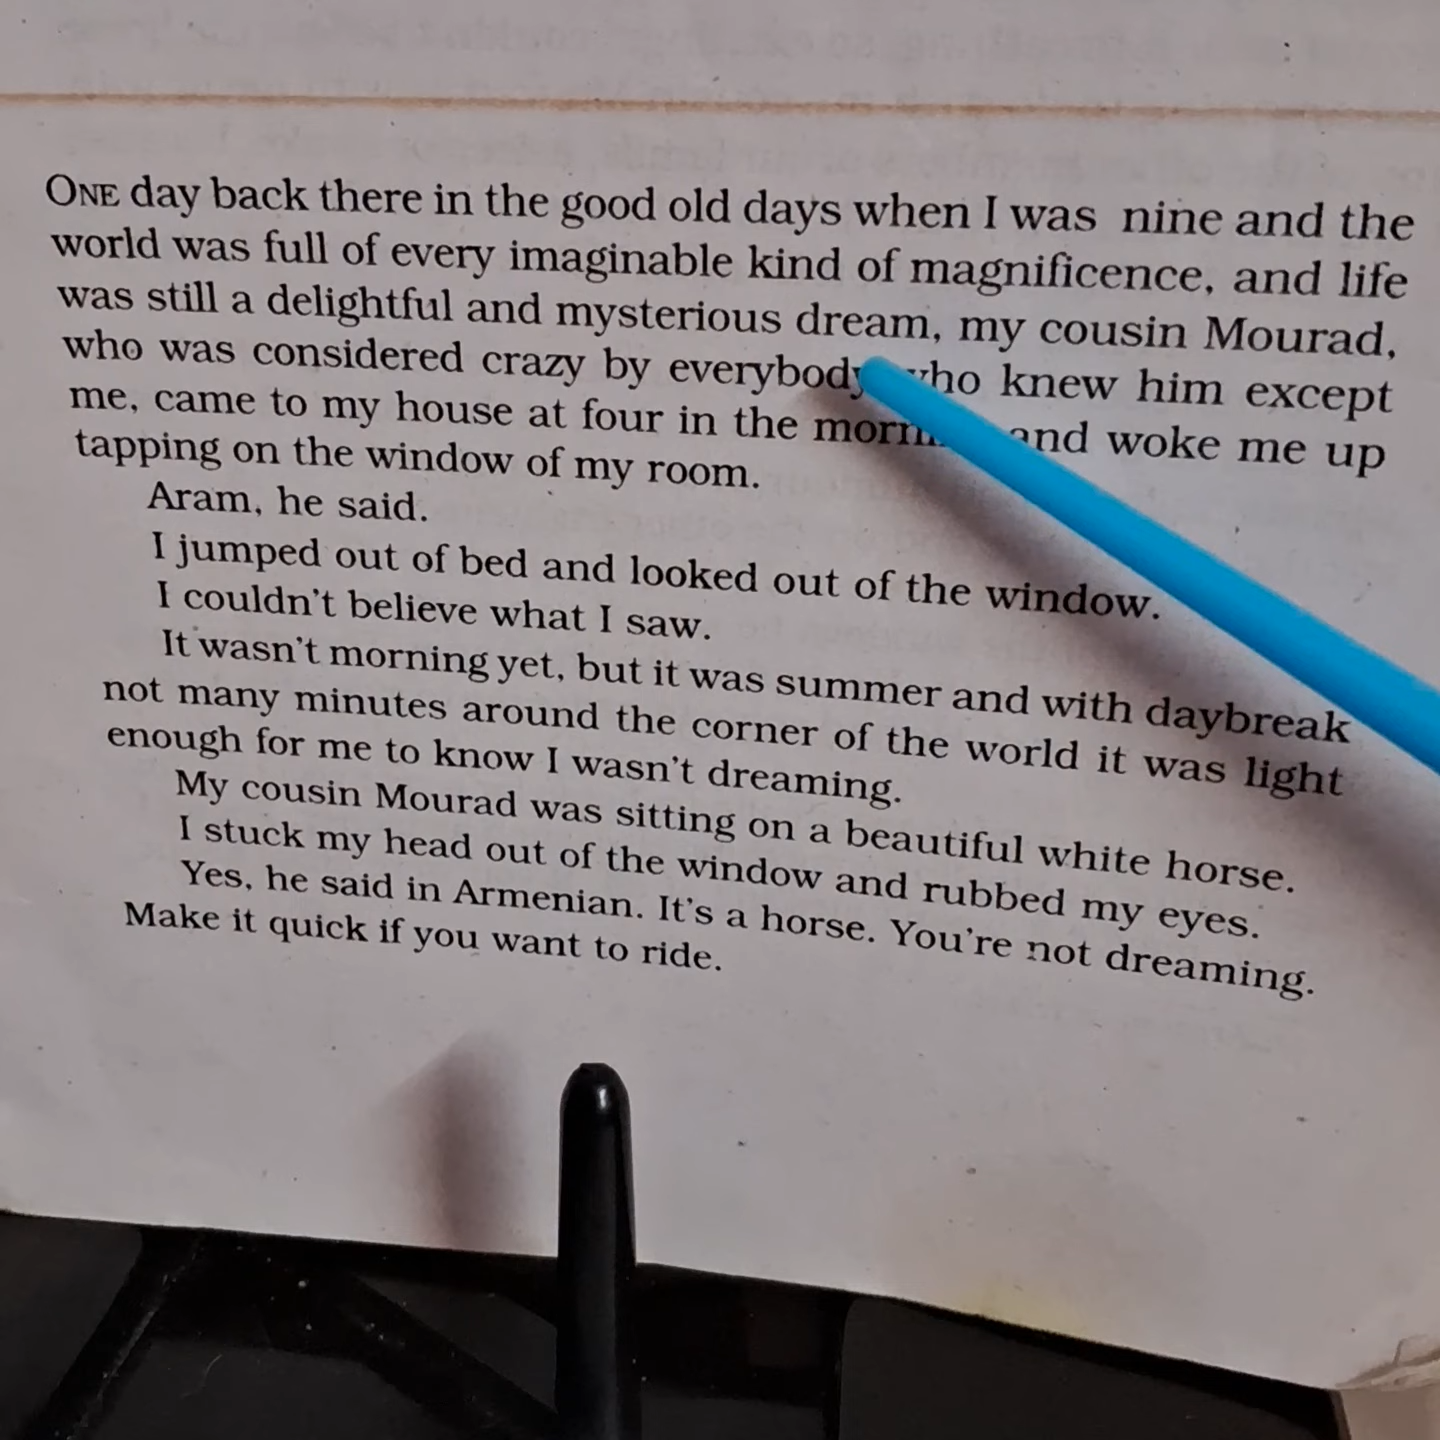 ONE day back there in the good old days when I was nine and the
world was full of every imaginable kind of magnificence, and life
was still a delightful and mysterious dream, my cousin Mourad,
who was considered crazy by everybody who knew him except
me, came to my house at four in the and woke me up
tapping on the window of my room.
Aram, he said.
I jumped out of bed and looked out of the window.
I couldn't believe what I saw.
It wasn't morning yet, but it was summer and with daybreak
not many minutes around the corner of the world it was light
enough for me to know I wasn't dreaming.
My cousin Mourad was sitting on a beautiful white horse.
I stuck my head out of the window and rubbed my eyes.
Yes, he said in Armenian. It's a horse. You're not dreaming.
Make it quick if you want to ride.